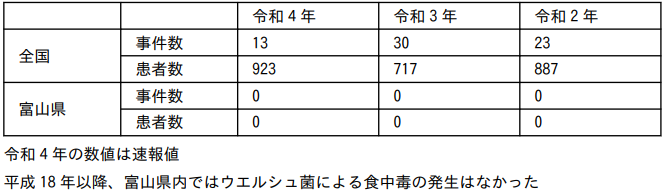 令和４年 令和３年 令和２年
全国 事件数 13 30 23
患者数 923 717 887
富山県 事件数 0 0 0
患者数 0 0 0
令和４年の数値は速報値
平成 18 年以降、富山県内ではウエルシュ菌による食中毒の発生はなかった